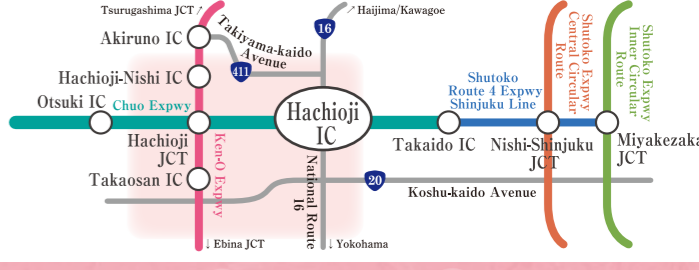 Tsurugashima JCT ↗
↗ Haijima/Kawagoe
Akiruno IC
Takiyama-kaido
Avenue
16
411
Hachioji-Nishi IC
Otsuki IC
Chuo Expwy
Hachioji
IC
Shutoko
Route 4 Expwy
Shinjuku Line
Shutoko Expwy
Central Circular
Route
Shutoko Expwy
Inner Circular
Route
Hachioji
JCT
Ken-O Expwy
Takaido IC
Nishi-Shinjuku
JCT
Miyakezaka
JCT
Takaosan IC
National Route
16
20
Koshu-kaido Avenue
↓ Ebina JCT
↓ Yokohama